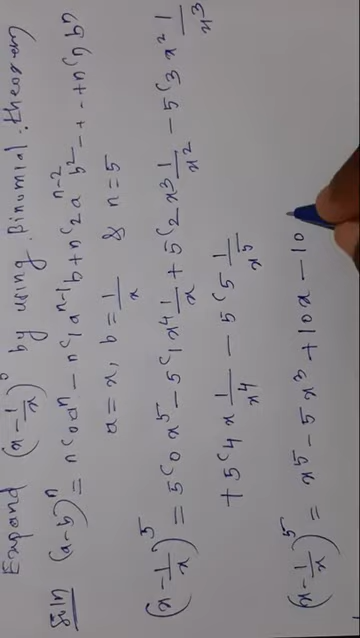 Expand (x - 1/x)^5 by using Binomial theorem
Soln (a-b)^n = nC0 a^n - nC1 a^n-1 b + nC2 a^n-2 b^2 - + - + nCn b^n
a = x, b = 1/x & n = 5
(x - 1/x)^5 = 5C0 x^5 - 5C1 x^4 1/x + 5C2 x^3 1/x^2 - 5C3 x^2 1/x^3
+ 5C4 x 1/x^4 - 5C5 1/x^5
(x - 1/x)^5 = x^5 - 5x^3 + 10x - 10